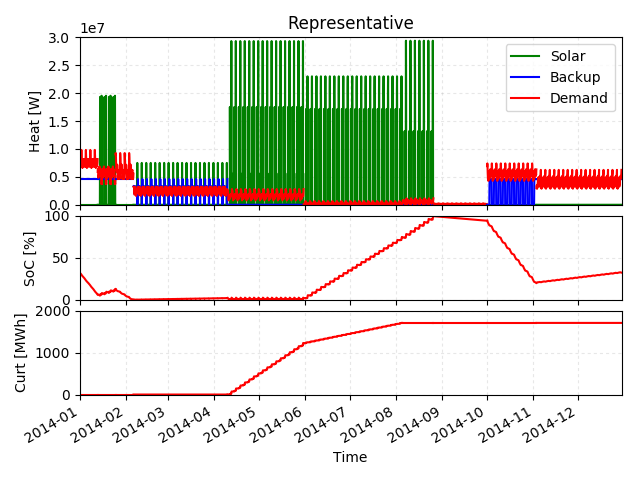 Representative
1e7
3.0
2.5
2.0
1.5
1.0
0.5
0.0
Heat [W]
Solar
Backup
Demand
100
50
0
SoC [%]
2000
1000
0
Curt [MWh]
2014-01
2014-02
2014-03
2014-04
2014-05
2014-06
2014-07
2014-08
2014-09
2014-10
2014-11
2014-12
Time